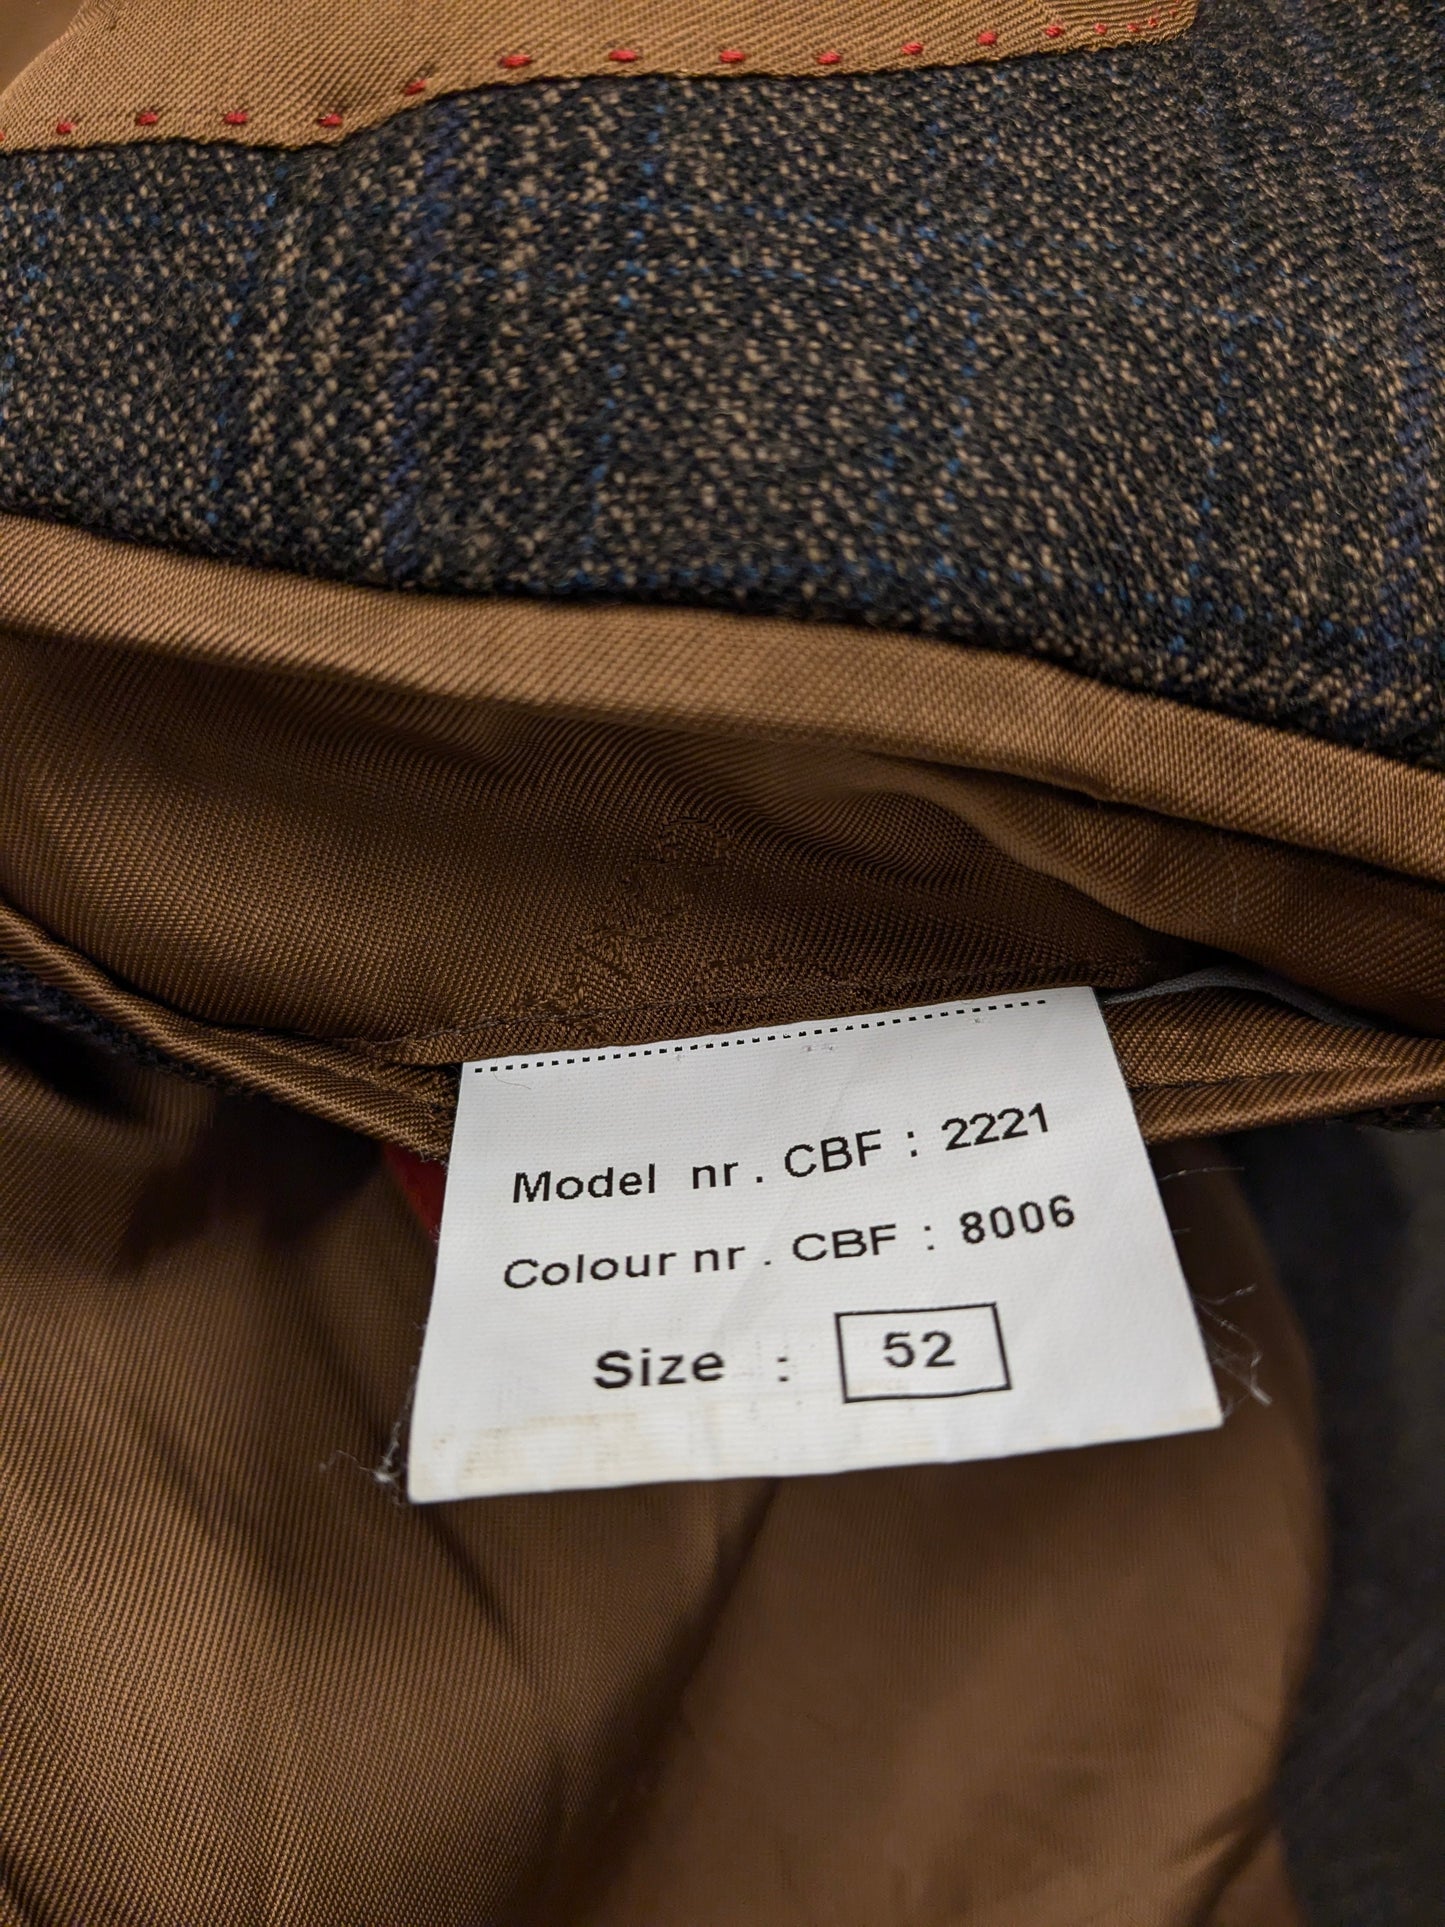 Model nr. CBF : 2221
Colour nr. CBF : 8006
Size : 52